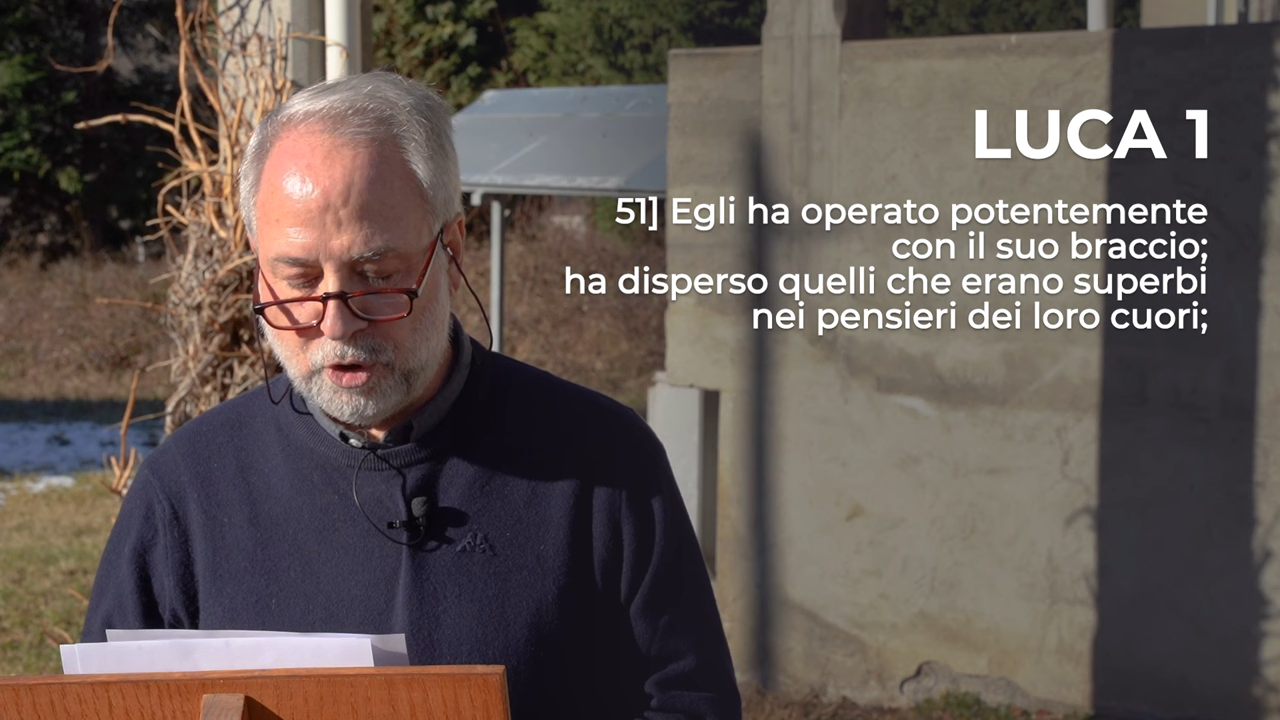 LUCA 1
51] Egli ha operato potentemente
con il suo braccio;
ha disperso quelli che erano superbi
nei pensieri dei loro cuori;